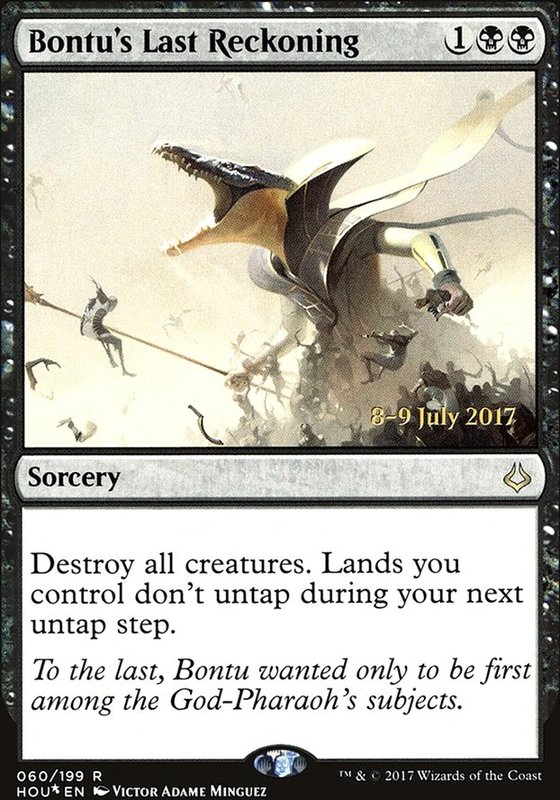 Bontu's Last Reckoning 1
8–9 July 2017
Sorcery
Destroy all creatures. Lands you
control don't untap during your next
untap step.
To the last, Bontu wanted only to be first
among the God-Pharaoh's subjects.
060/199 R
HOU★EN Victor Adame Minguez
™ & © 2017 Wizards of the Coast